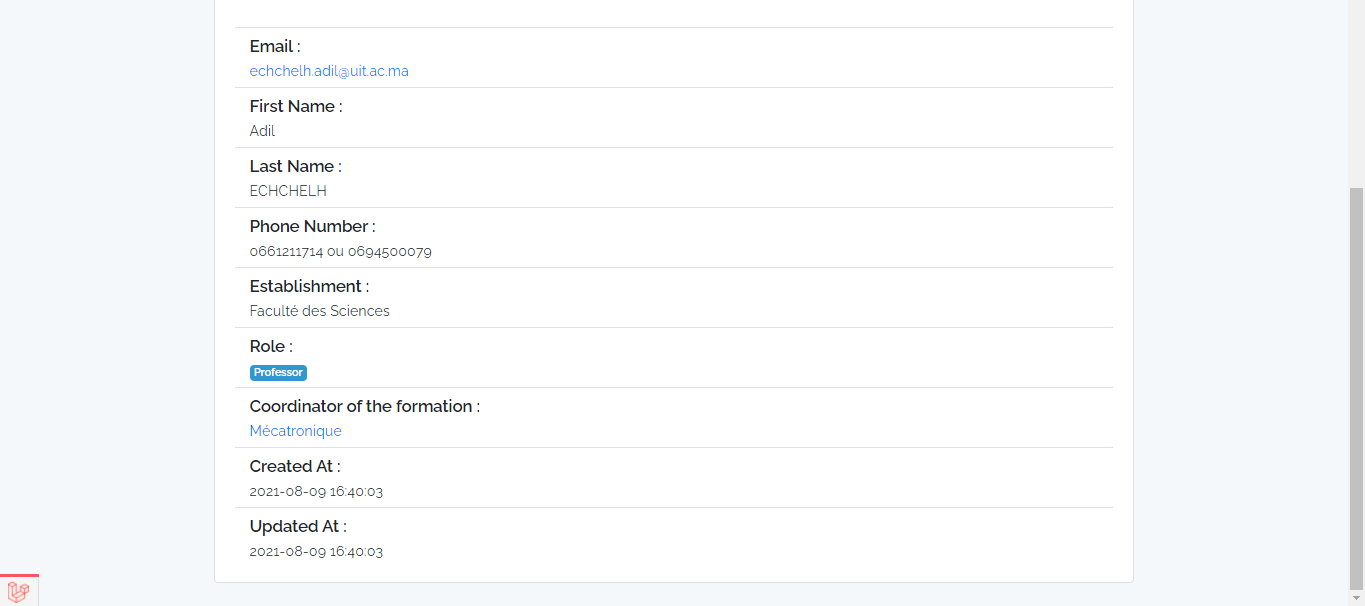 Email :
echchelh.adil@uit.ac.ma
First Name :
Adil
Last Name :
ECHCHELH
Phone Number :
0661211714 ou 0694500079
Establishment :
Faculté des Sciences
Role :
Professor
Coordinator of the formation :
Mécatronique
Created At :
2021-08-09 16:40:03
Updated At :
2021-08-09 16:40:03